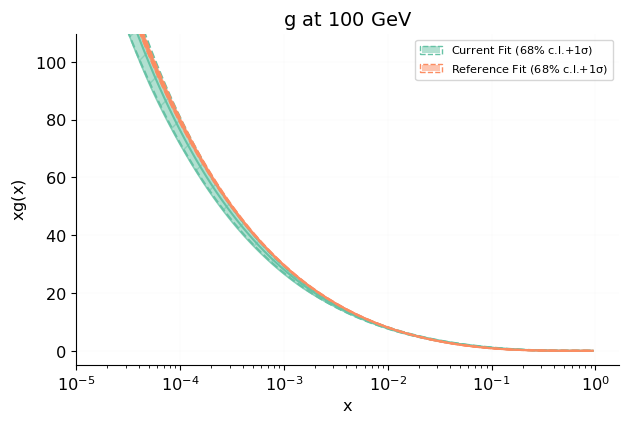 g at 100 GeV
Current Fit (68% c.l.+1σ)
Reference Fit (68% c.l.+1σ)
xg(x)
100
80
60
40
20
0
10⁻⁵ 10⁻⁴ 10⁻³ 10⁻² 10⁻¹ 10⁰
x